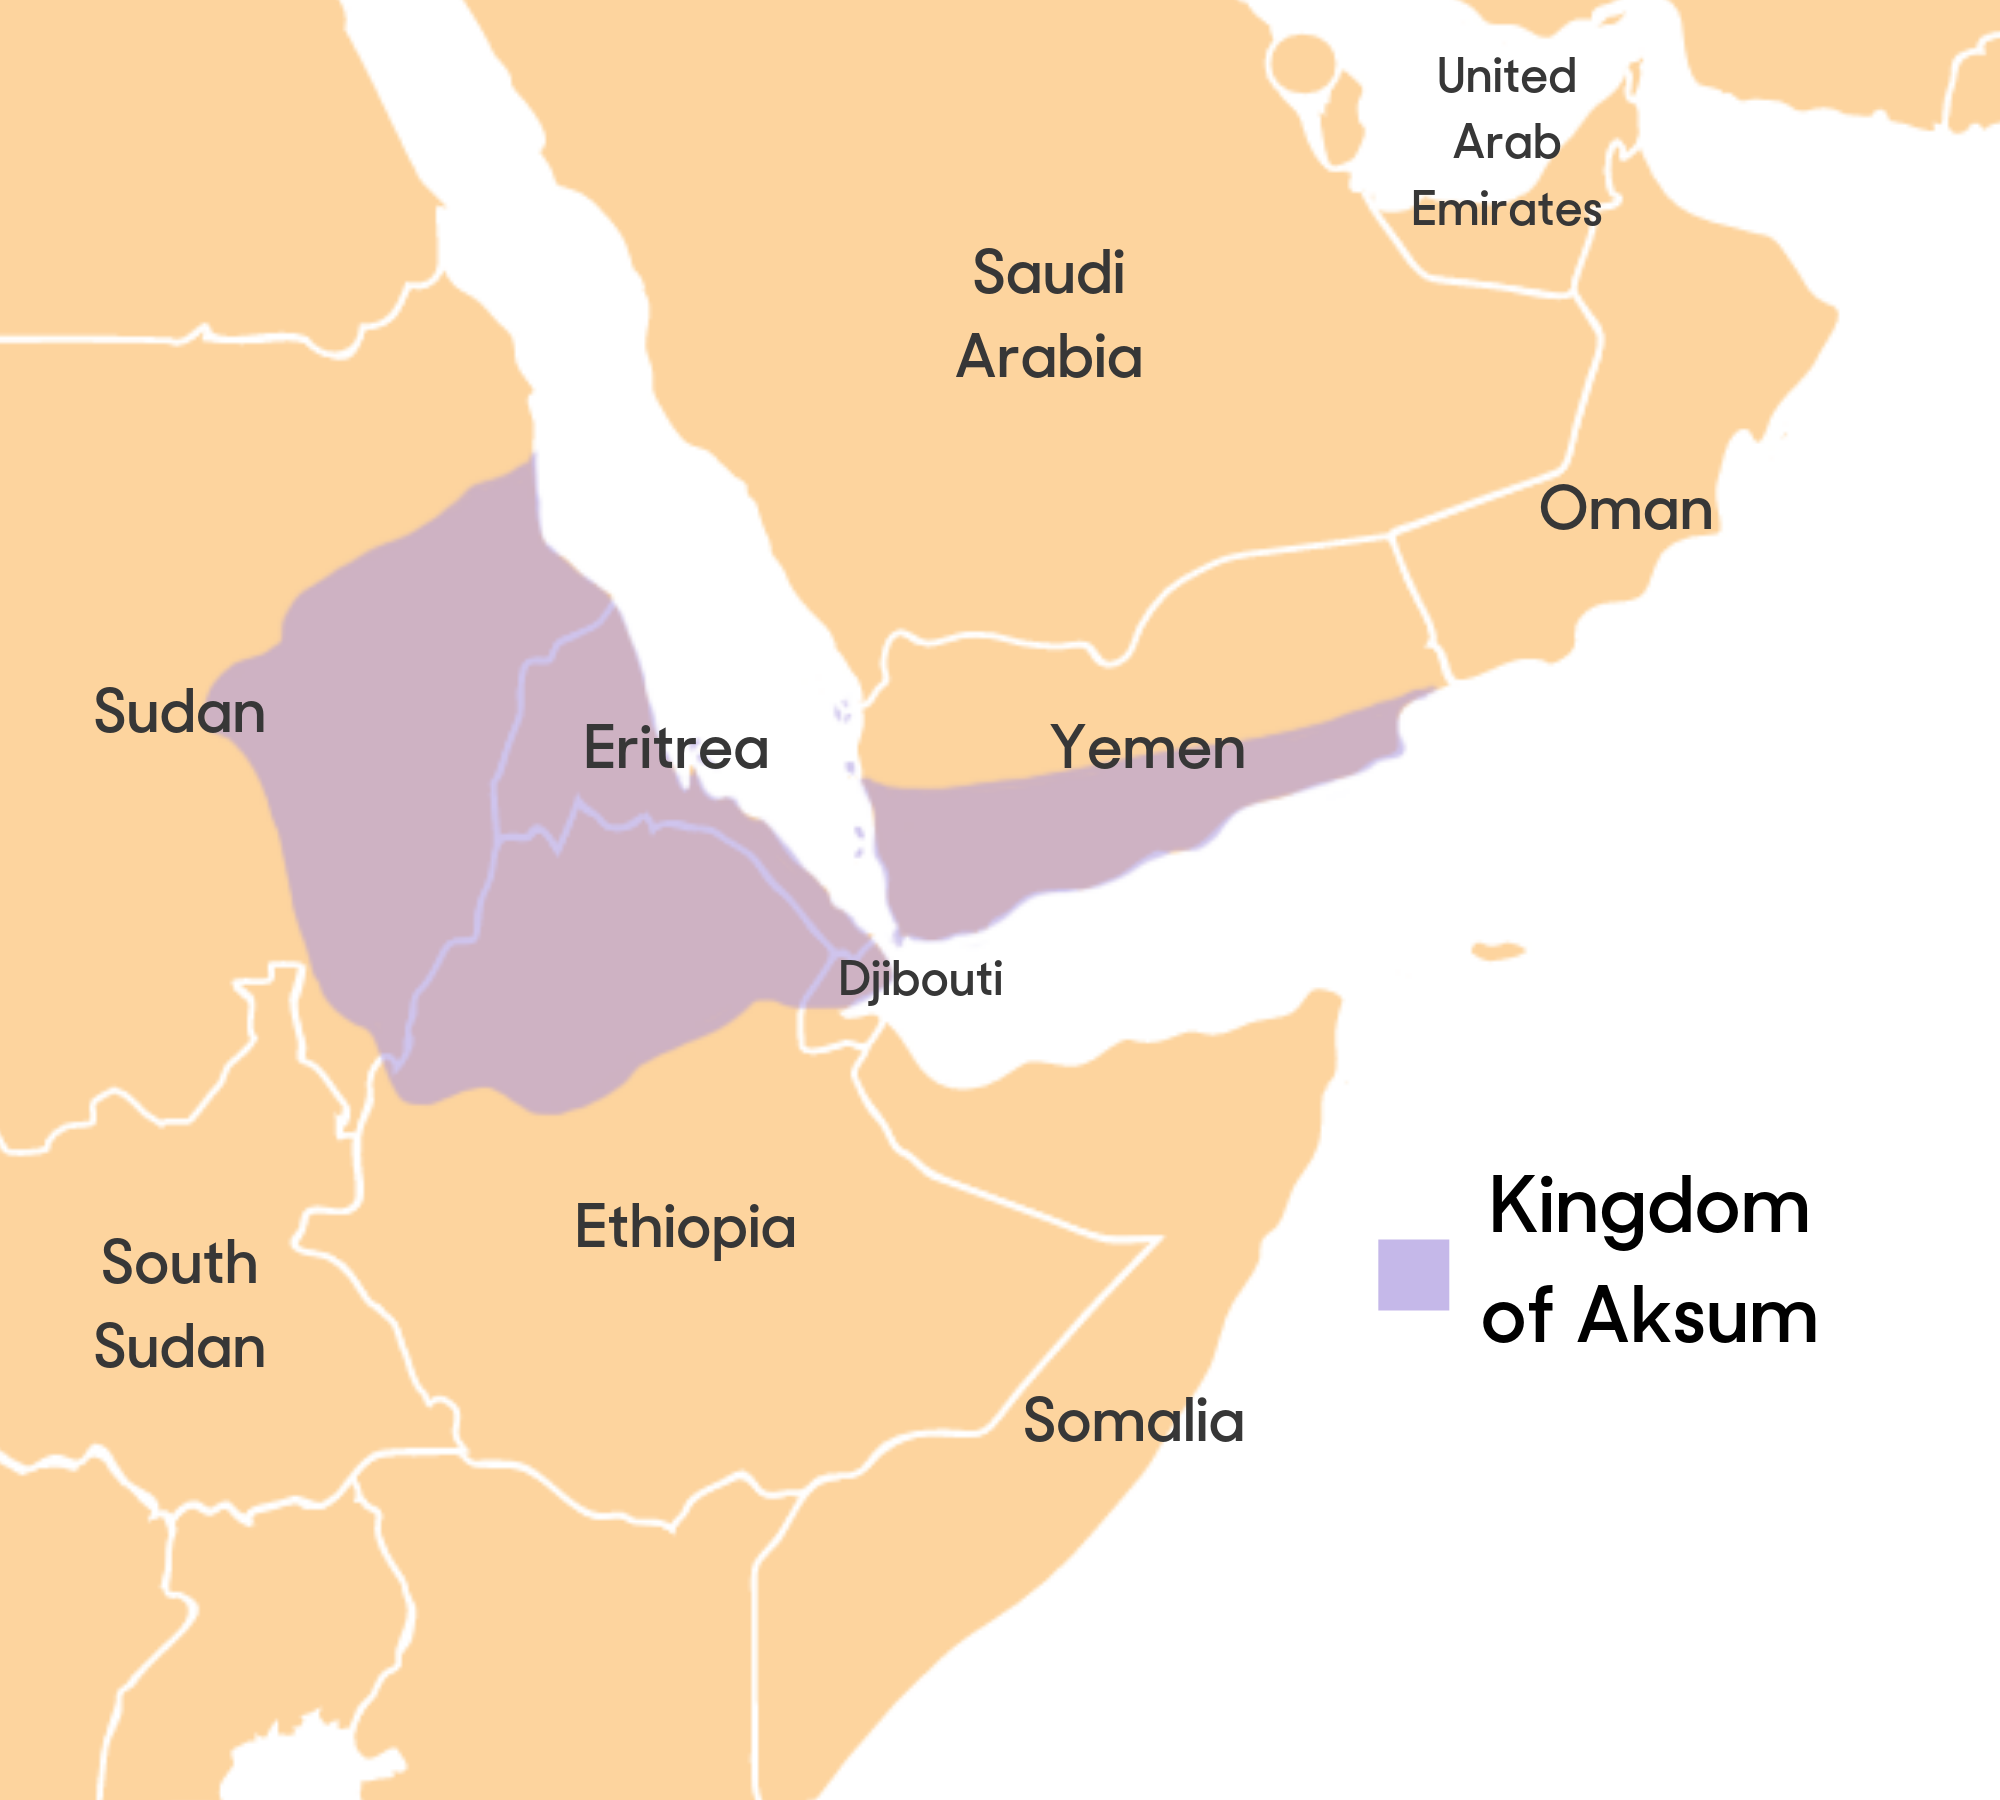 United
Arab
Emirates
Saudi
Arabia
Oman
Sudan
Eritrea
Yemen
Djibouti
Kingdom
of Aksum
Ethiopia
South
Sudan
Somalia